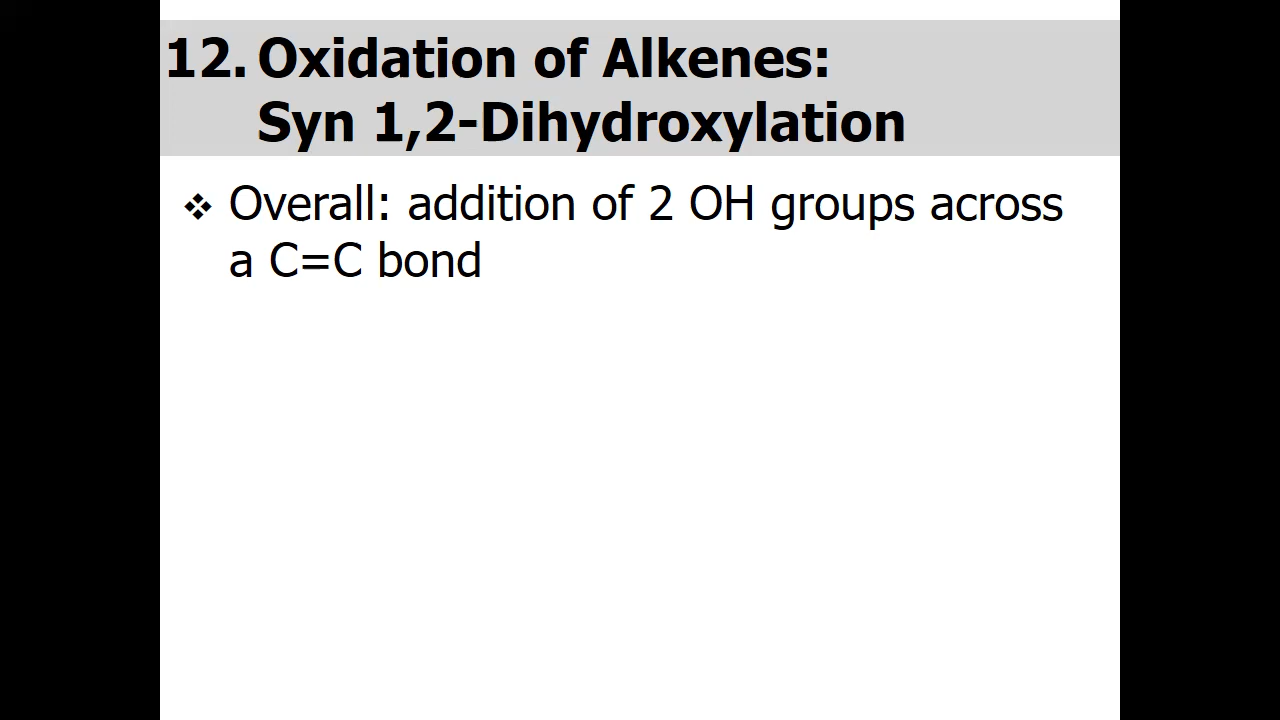 12. Oxidation of Alkenes:
Syn 1,2-Dihydroxylation
❖ Overall: addition of 2 OH groups across
a C=C bond